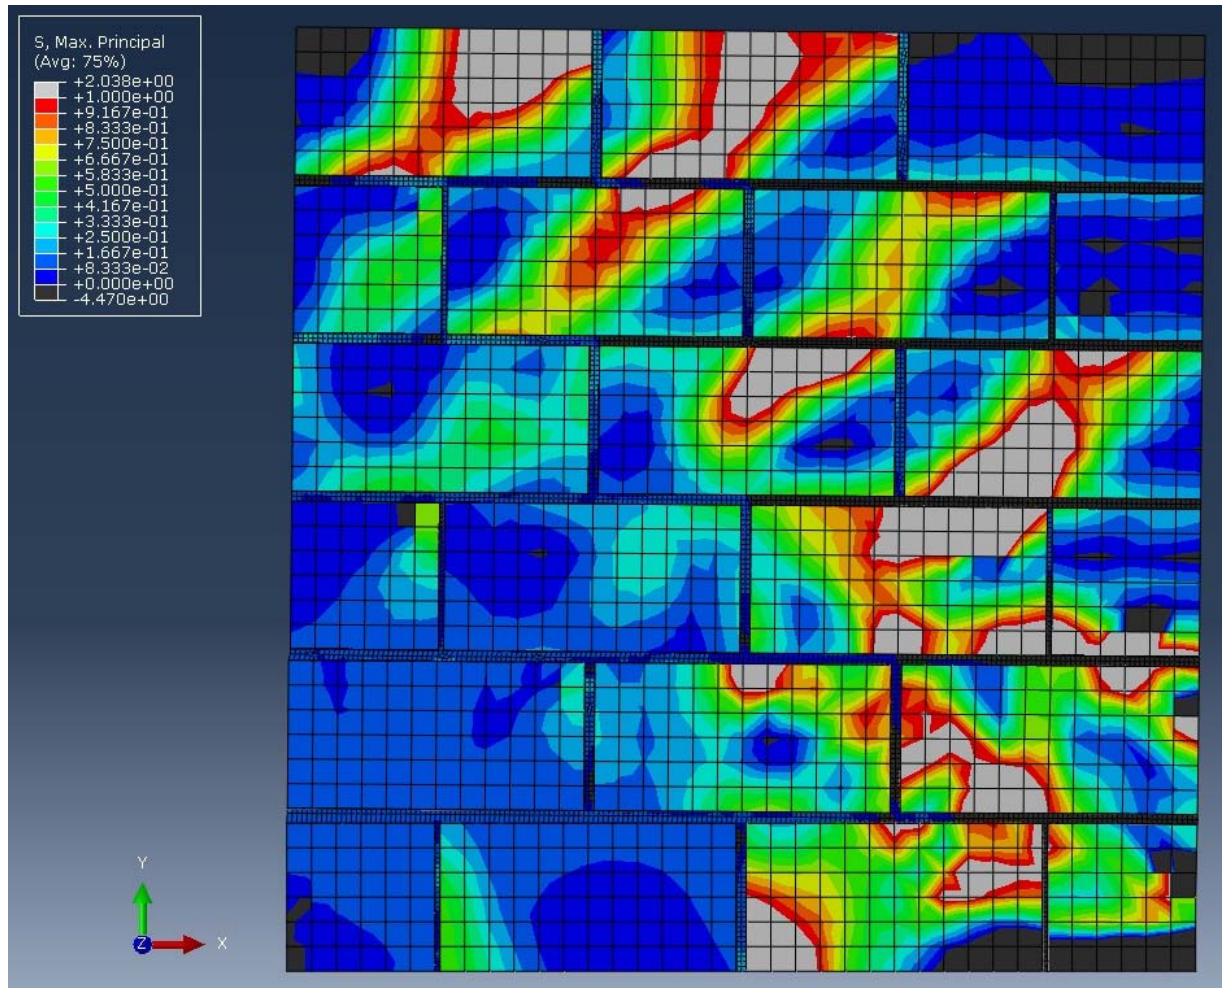 S, Max. Principal
(Avg: 75%)
+2.038e+00
+1.000e+00
+9.167e-01
+8.333e-01
+7.500e-01
+6.667e-01
+5.833e-01
+5.000e-01
+4.167e-01
+3.333e-01
+2.500e-01
+1.667e-01
+8.333e-02
+0.000e+00
-4.470e+00
Y
Z
X